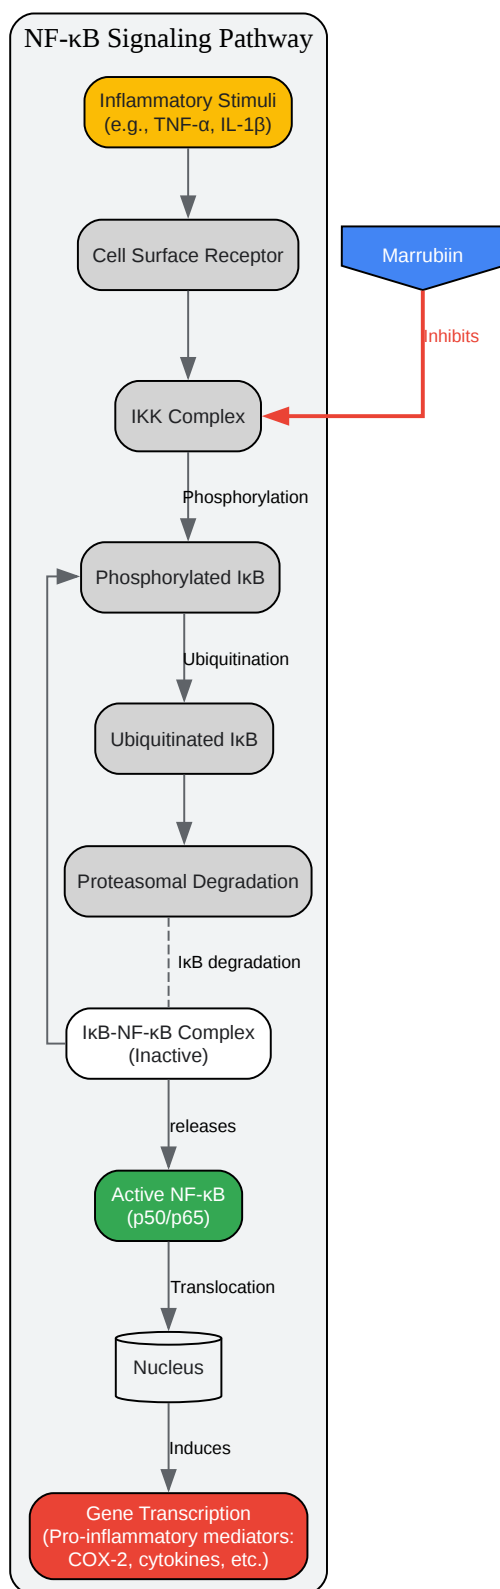 NF-κB Signaling Pathway
Inflammatory Stimuli
(e.g., TNF-α, IL-1β)
Cell Surface Receptor
Marrubiin
Inhibits
IKK Complex
Phosphorylation
Phosphorylated IκB
Ubiquitination
Ubiquitinated IκB
Proteasomal Degradation
IκB degradation
IκB-NF-κB Complex
(Inactive)
releases
Active NF-κB
(p50/p65)
Translocation
Nucleus
Induces
Gene Transcription
(Pro-inflammatory mediators:
COX-2, cytokines, etc.)